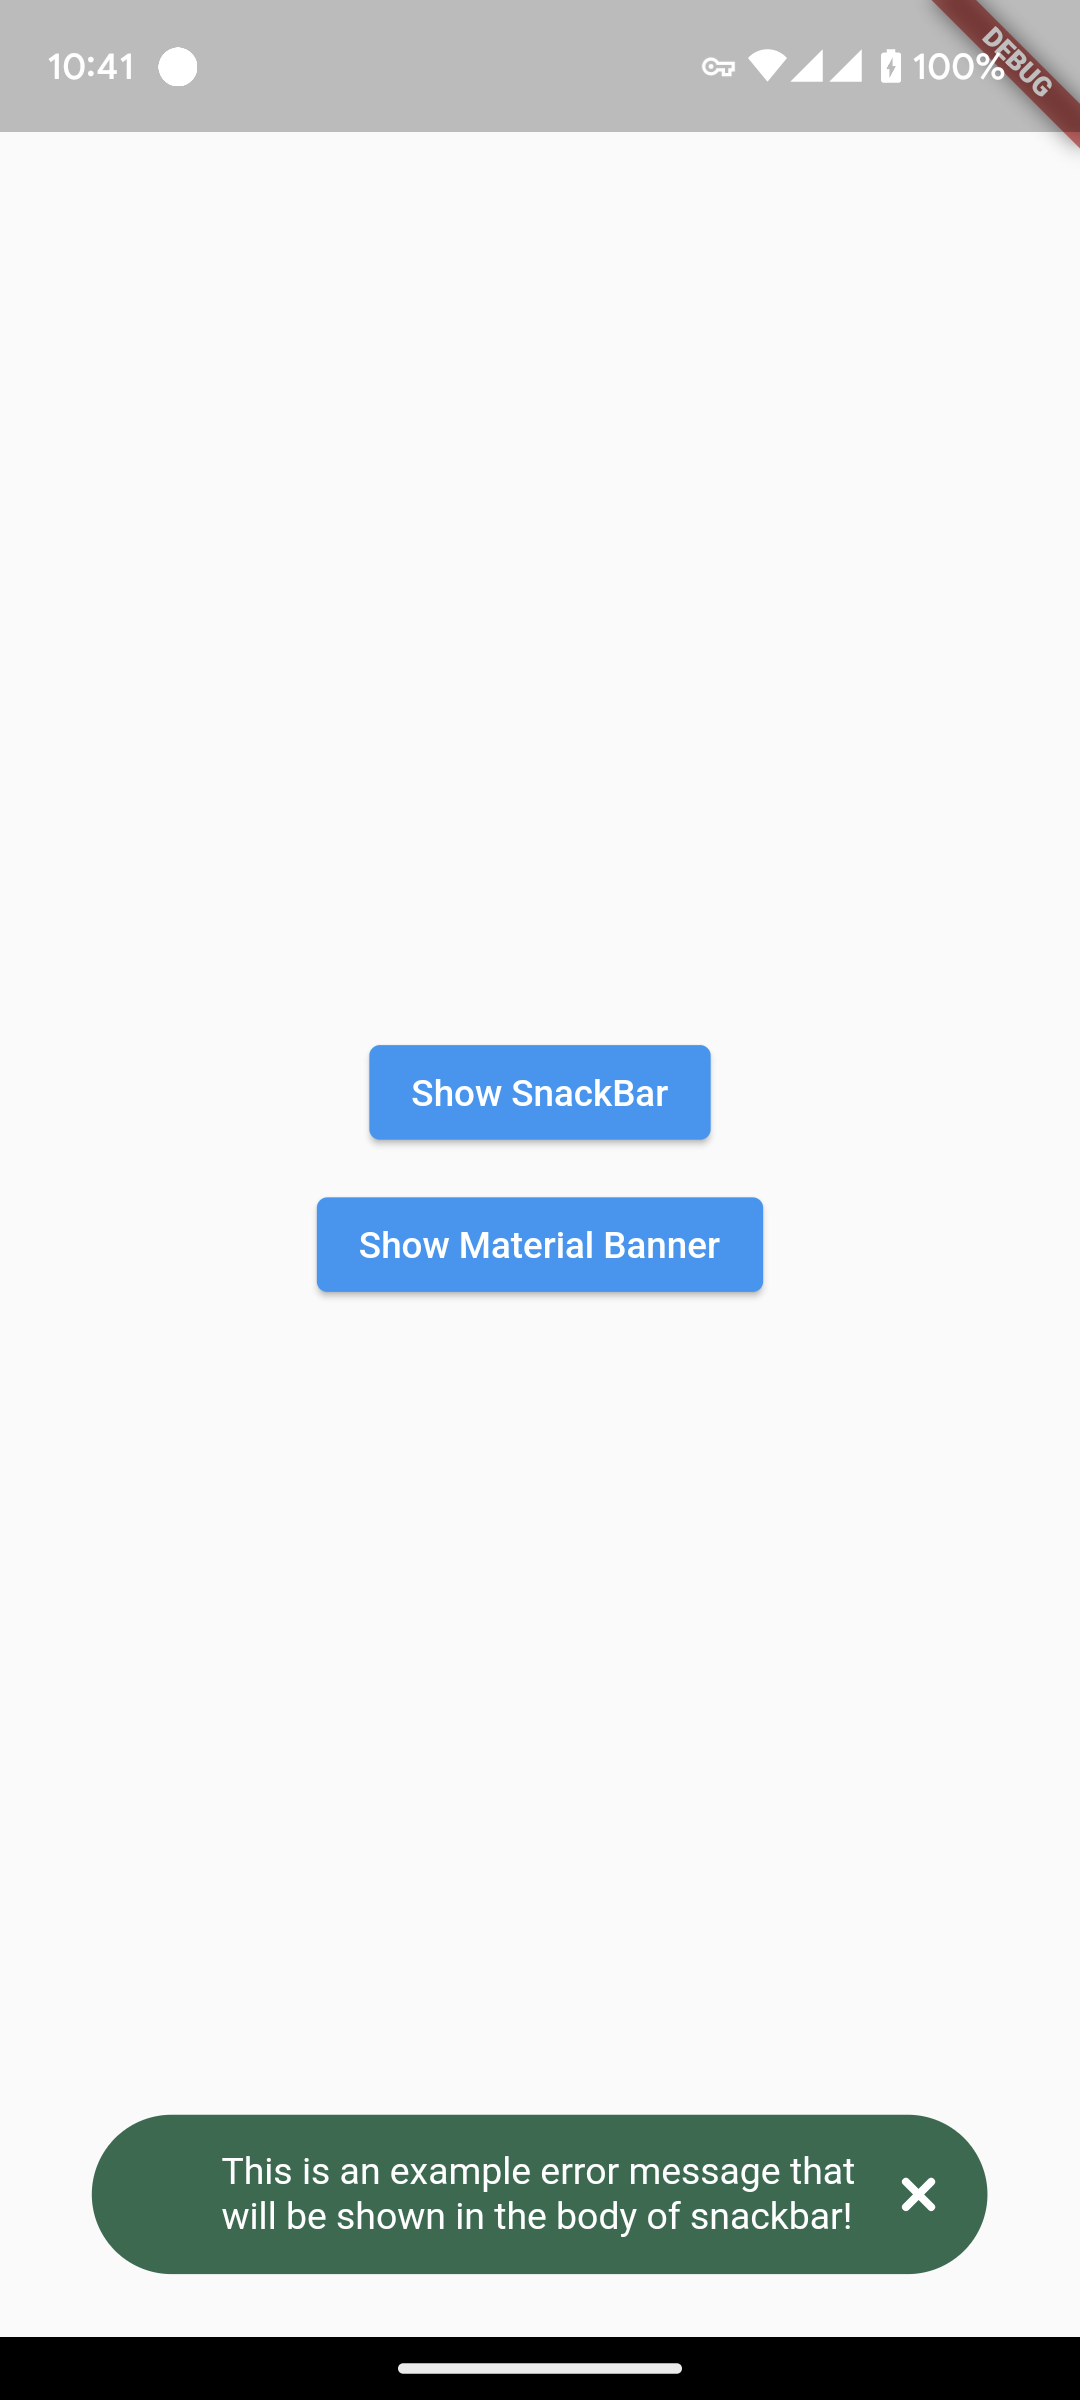 10:41
100%
DEBUG
Show SnackBar
Show Material Banner
This is an example error message that
will be shown in the body of snackbar!